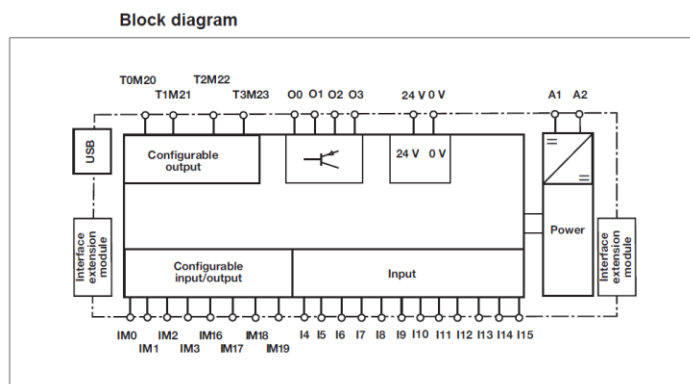 Block diagram
T0M20 T2M22
T1M21 T3M23 O0 O1 O2 O3 24 V 0 V A1 A2
USB
Configurable
output
24 V 0 V
=
=
Interface
extension
module
Power
Interface
extension
module
Configurable
input/output
Input
IM0 IM2 IM16 IM18 I4 I5 I6 I7 I8 I9 I10 I11 I12 I13 I14 I15
IM1 IM3 IM17 IM19